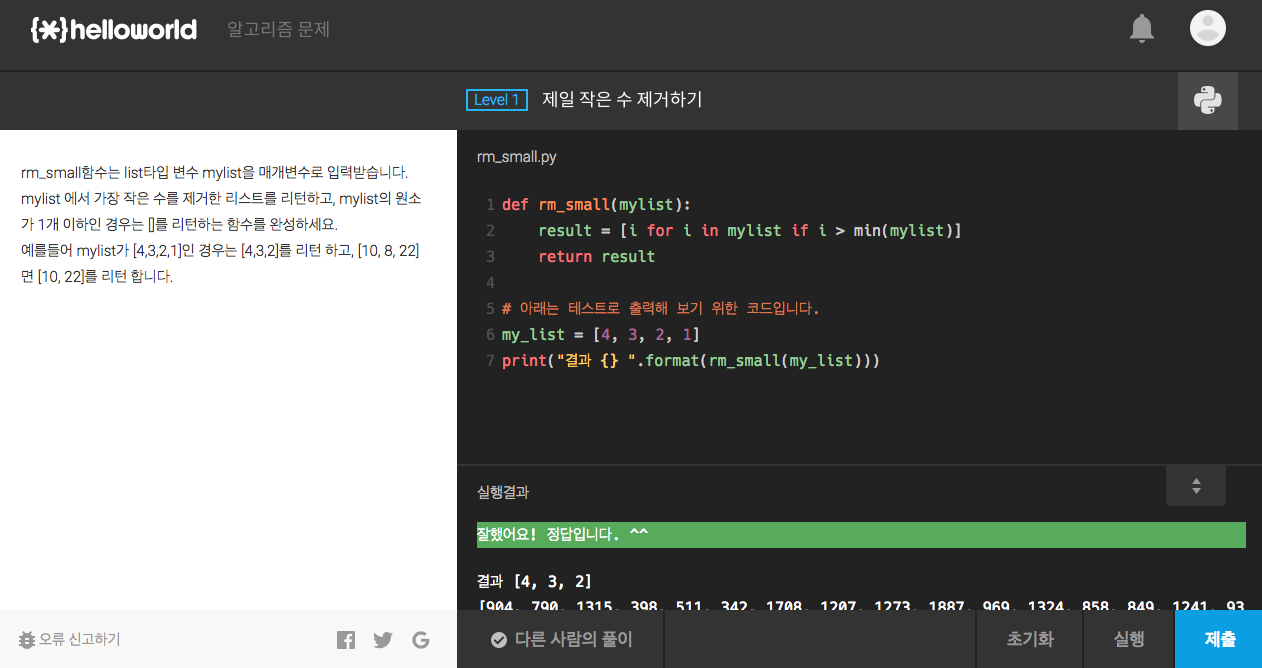 {*}helloworld 알고리즘 문제
Level 1 제일 작은 수 제거하기
rm_small함수는 list타입 변수 mylist을 매개변수로 입력받습니다.
mylist 에서 가장 작은 수를 제거한 리스트를 리턴하고, mylist의 원소
가 1개 이하인 경우는 []를 리턴하는 함수를 완성하세요.
예를들어 mylist가 [4,3,2,1]인 경우는 [4,3,2]를 리턴 하고, [10, 8, 22]
면 [10, 22]를 리턴 합니다.
rm_small.py
1 def rm_small(mylist):
2 result = [i for i in mylist if i > min(mylist)]
3 return result
4
5 # 아래는 테스트로 출력해 보기 위한 코드입니다.
6 my_list = [4, 3, 2, 1]
7 print("결과 {} ".format(rm_small(my_list)))
실행결과
잘했어요! 정답입니다. ^^
결과 [4, 3, 2]
[904, 790, 1315, 398, 511, 342, 1708, 1207, 1273, 1887, 969, 1324, 858, 849, 1241, 93
오류 신고하기
다른 사람의 풀이 초기화 실행 제출